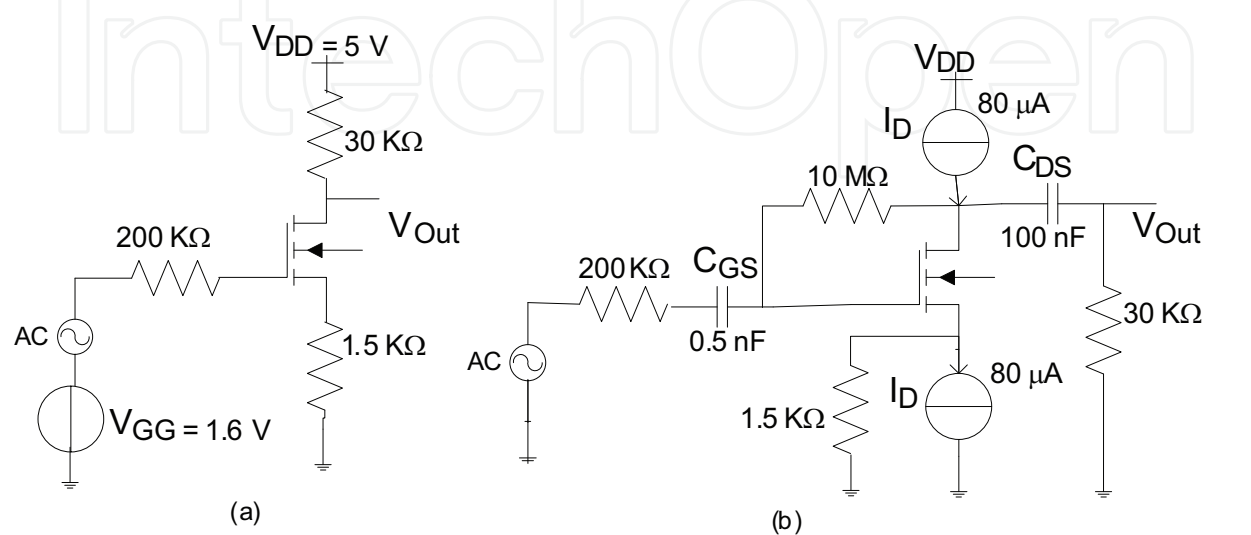 IntechOpen
VDD = 5 V
30 KΩ
VOut
200 KΩ
1.5 KΩ
AC
VGG = 1.6 V
(a)
VDD
80 µA
ID
CDS
10 MΩ
100 nF
VOut
200 KΩ
CGS
0.5 nF
30 KΩ
AC
80 µA
ID
1.5 KΩ
(b)